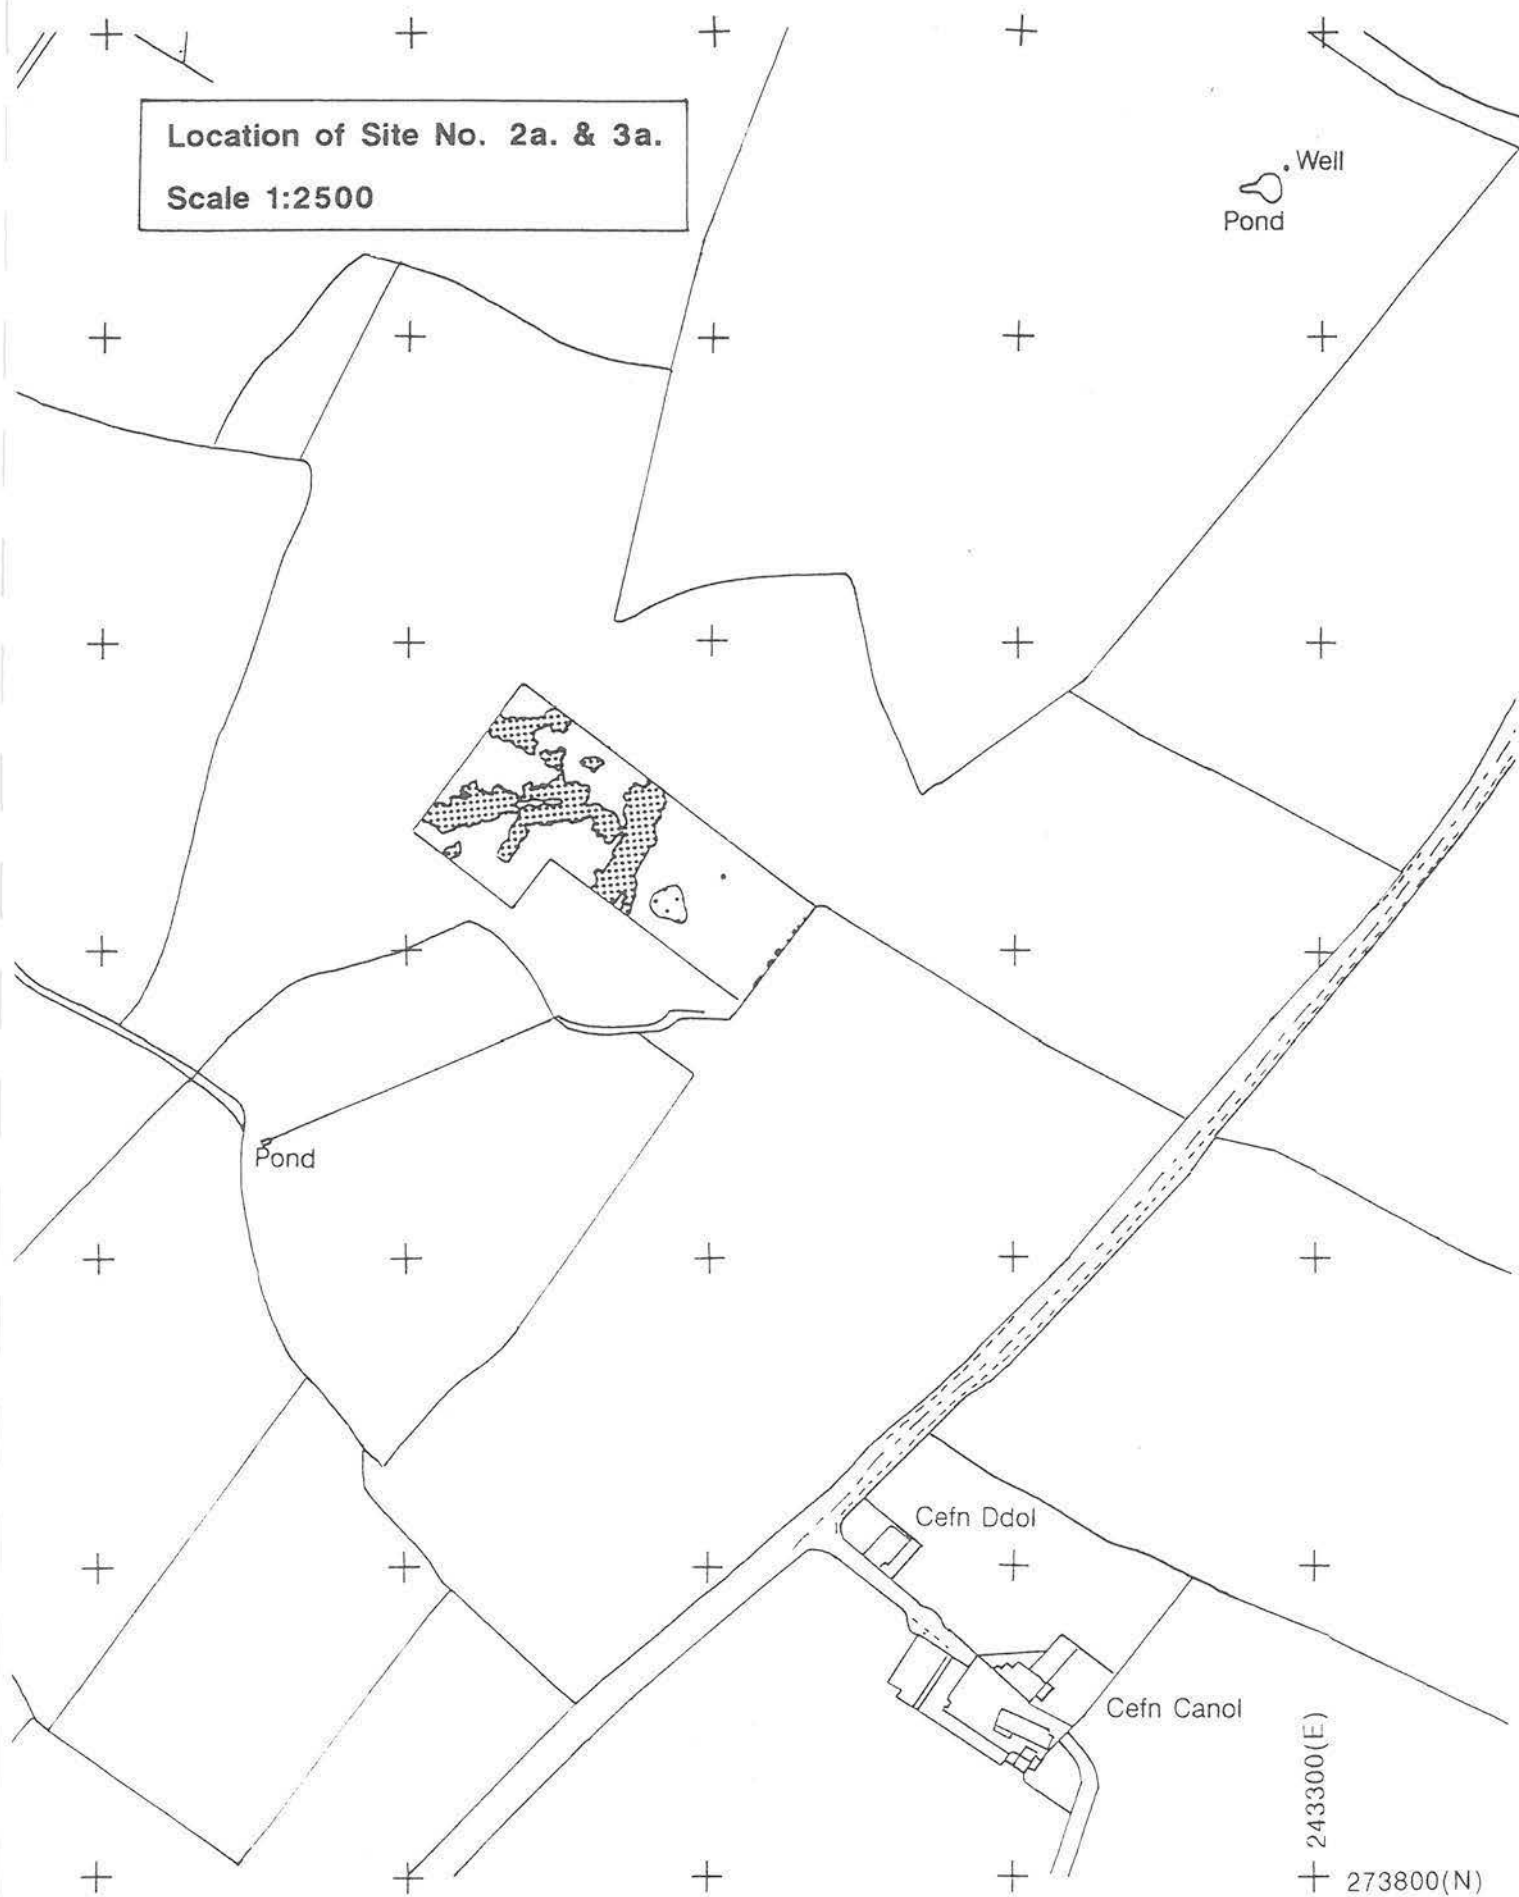 Location of Site No. 2a. & 3a.
Scale 1:2500
Well
Pond
Pond
Cefn Ddol
Cefn Canol
243300(E)
273800(N)